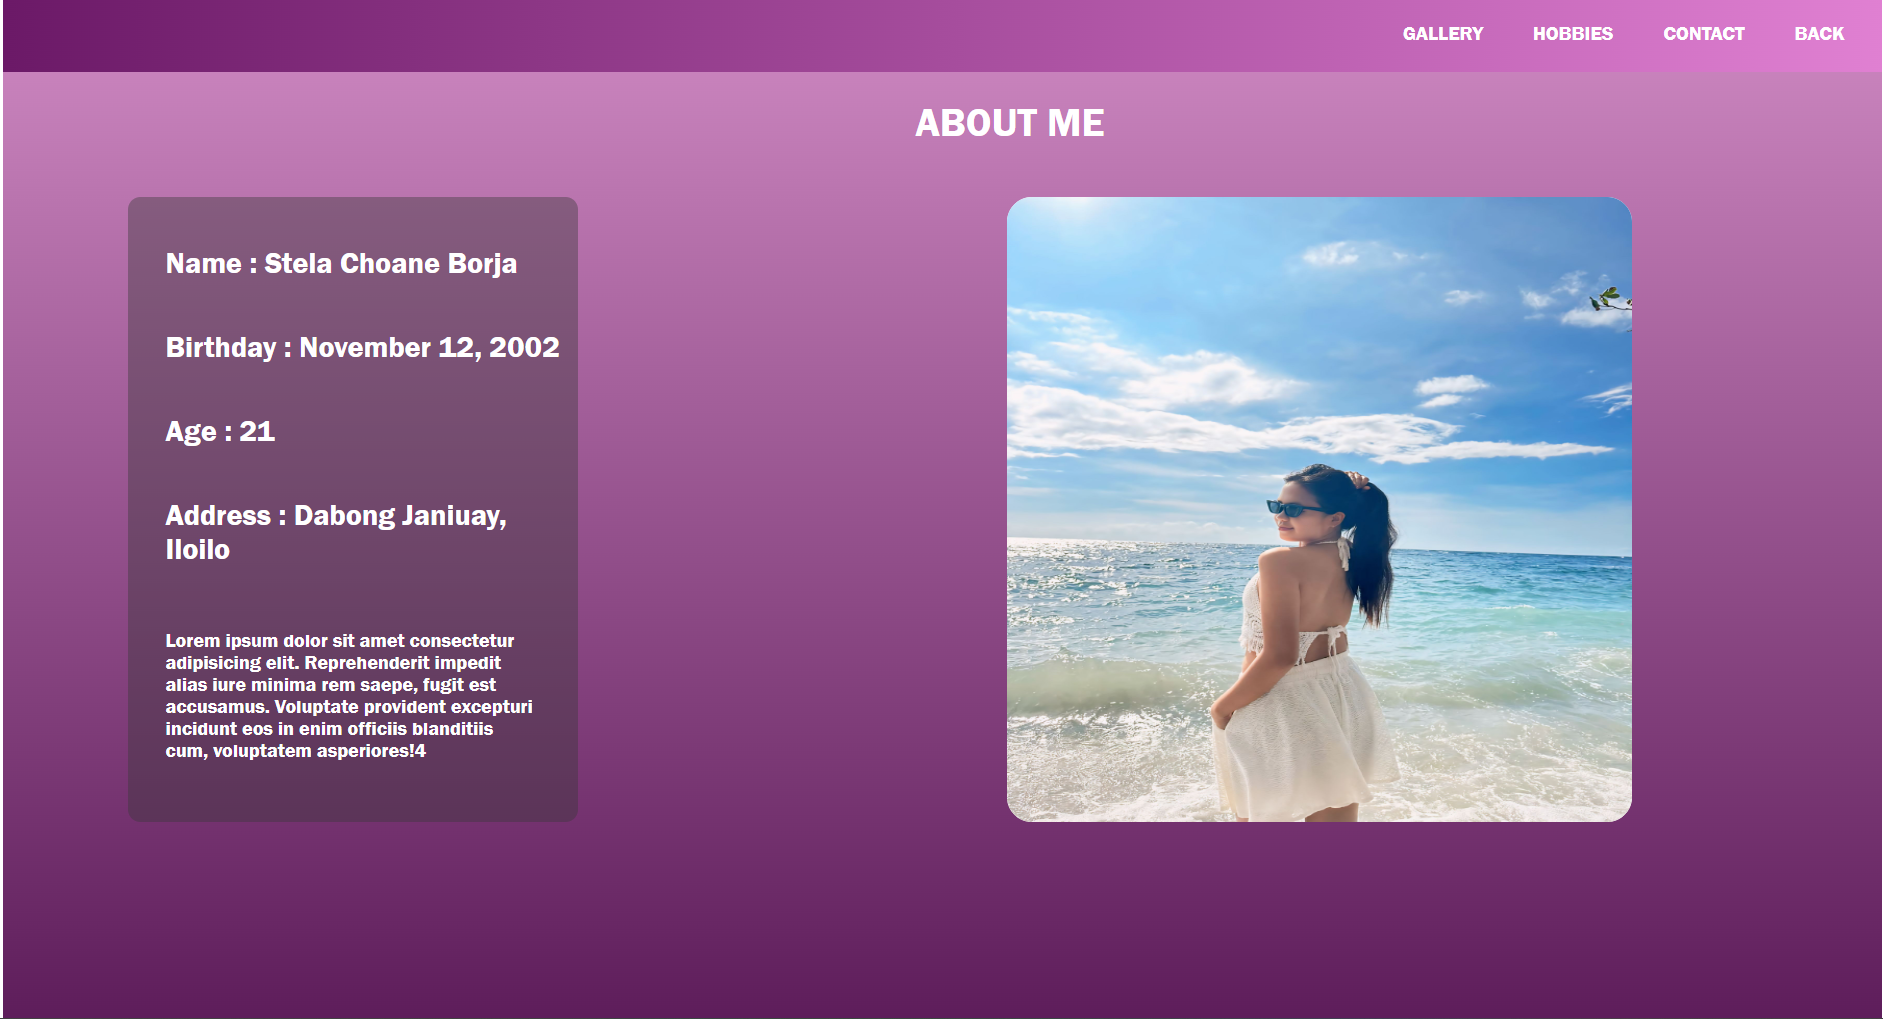 GALLERY HOBBIES CONTACT BACK
ABOUT ME
Name : Stela Choane Borja
Birthday : November 12, 2002
Age : 21
Address : Dabong Janiuay,
Iloilo
Lorem ipsum dolor sit amet consectetur
adipisicing elit. Reprehenderit impedit
alias iure minima rem saepe, fugit est
accusamus. Voluptate provident excepturi
incidunt eos in enim officiis blanditiis
cum, voluptatem asperiores!4